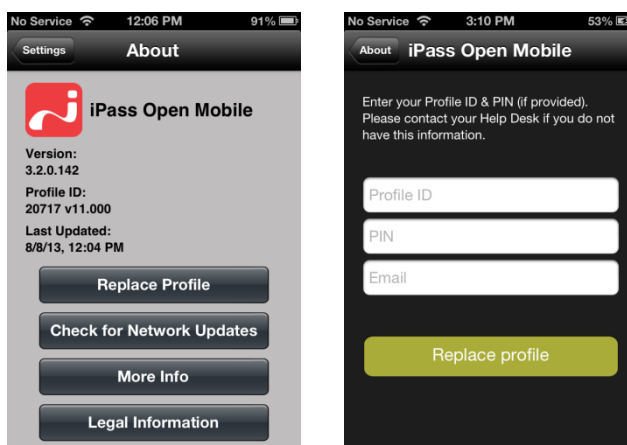 No Service 12:06 PM 91%
Settings About
iPass Open Mobile
Version:
3.2.0.142
Profile ID:
20717 v11.000
Last Updated:
8/8/13, 12:04 PM
Replace Profile
Check for Network Updates
More Info
Legal Information
No Service 3:10 PM 53%
About iPass Open Mobile
Enter your Profile ID & PIN (if provided).
Please contact your Help Desk if you do not
have this information.
Profile ID
PIN
Email
Replace profile